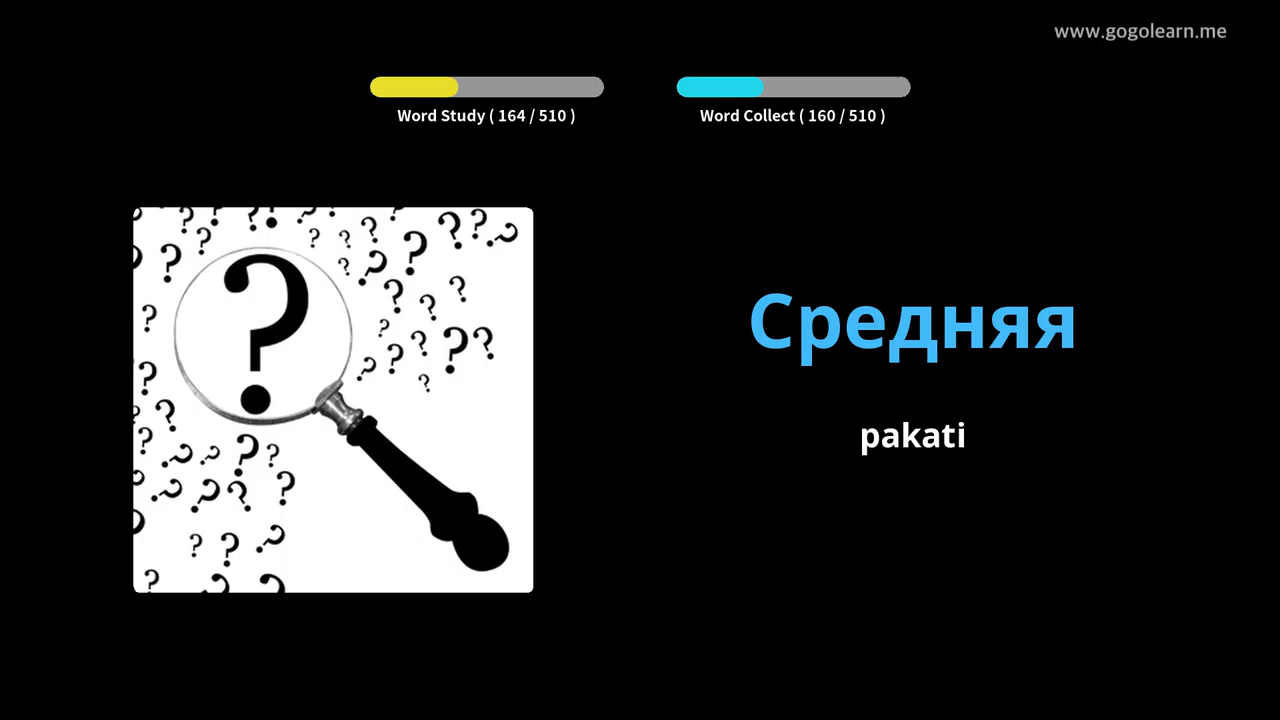 www.gogolearn.me
Word Study ( 164 / 510 )
Word Collect ( 160 / 510 )
Средняя
pakati